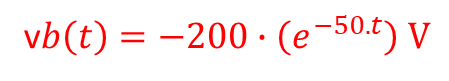 vb(t) = −200 · (e^{−50.t}) V